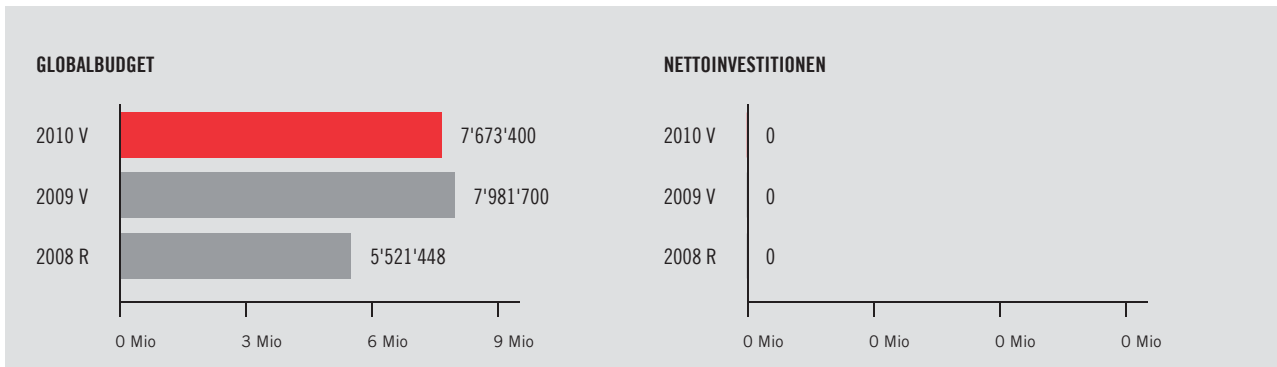 GLOBALBUDGET
2010 V 7'673'400
2009 V 7'981'700
2008 R 5'521'448
0 Mio 3 Mio 6 Mio 9 Mio
NETTOINVESTITIONEN
2010 V 0
2009 V 0
2008 R 0
0 Mio 0 Mio 0 Mio 0 Mio